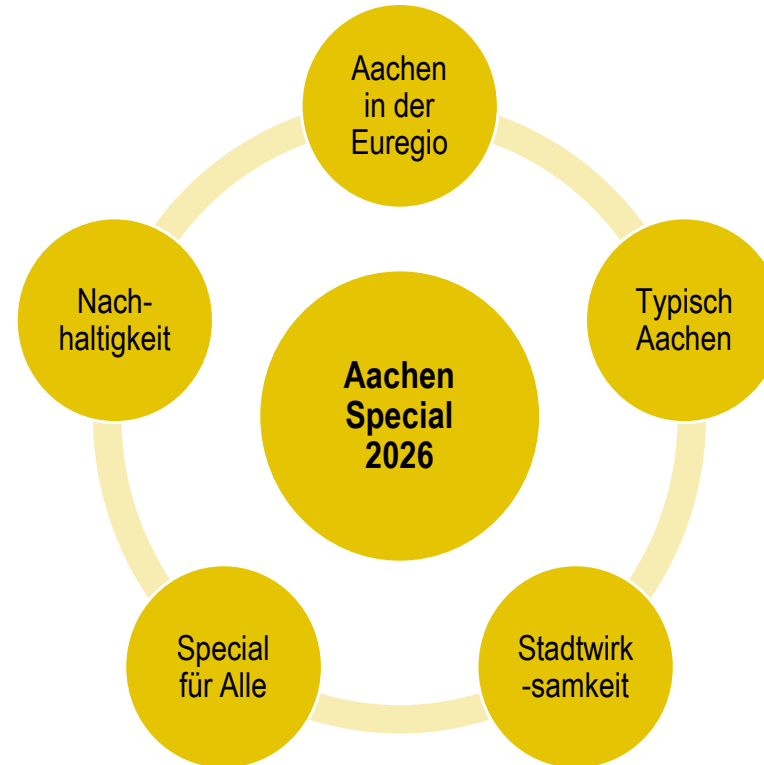 Aachen
in der
Euregio
Typisch
Aachen
Stadtwirk
-samkeit
Special
für Alle
Nach-
haltigkeit
Aachen
Special
2026